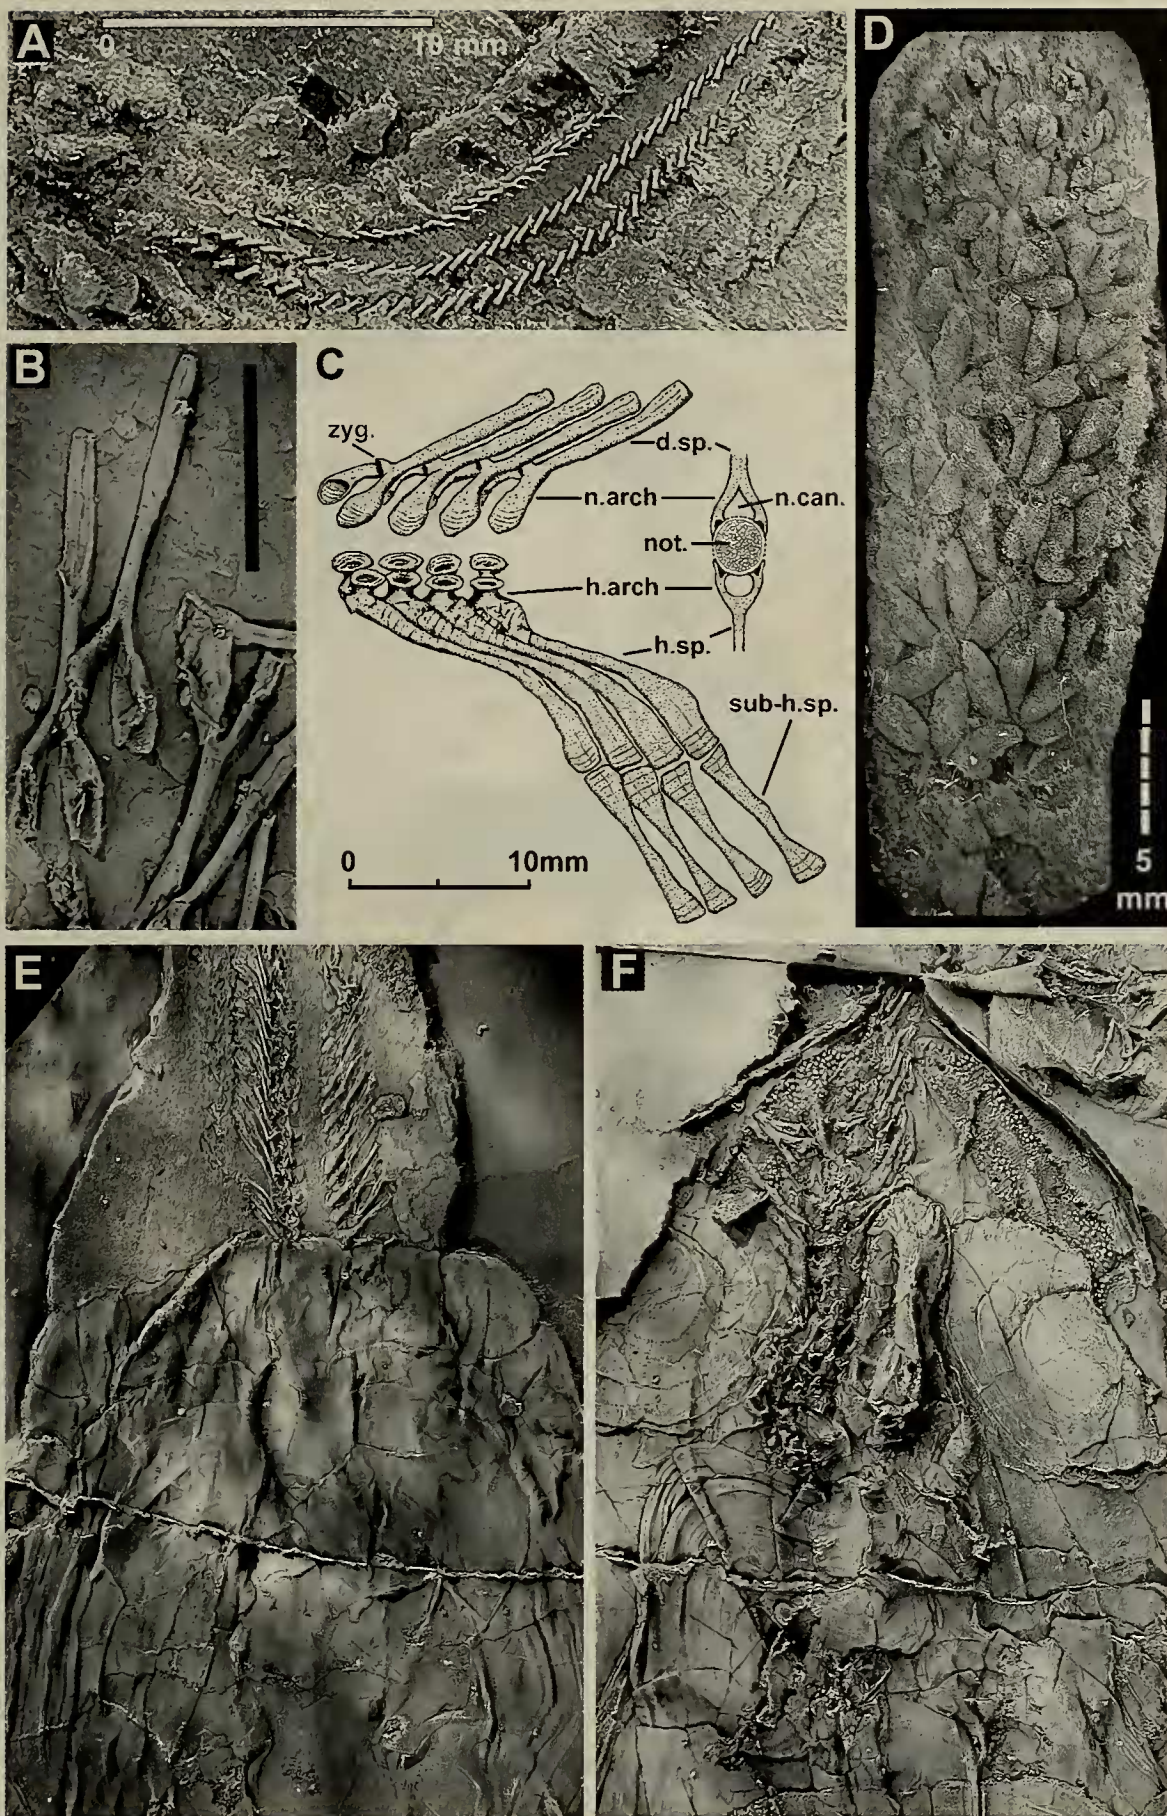 A
0 10 mm
D
B
C
zyg.
d.sp.
n.arch
n.can.
not.
h.arch
h.sp.
sub-h.sp.
0 10mm
5
mm
E
F